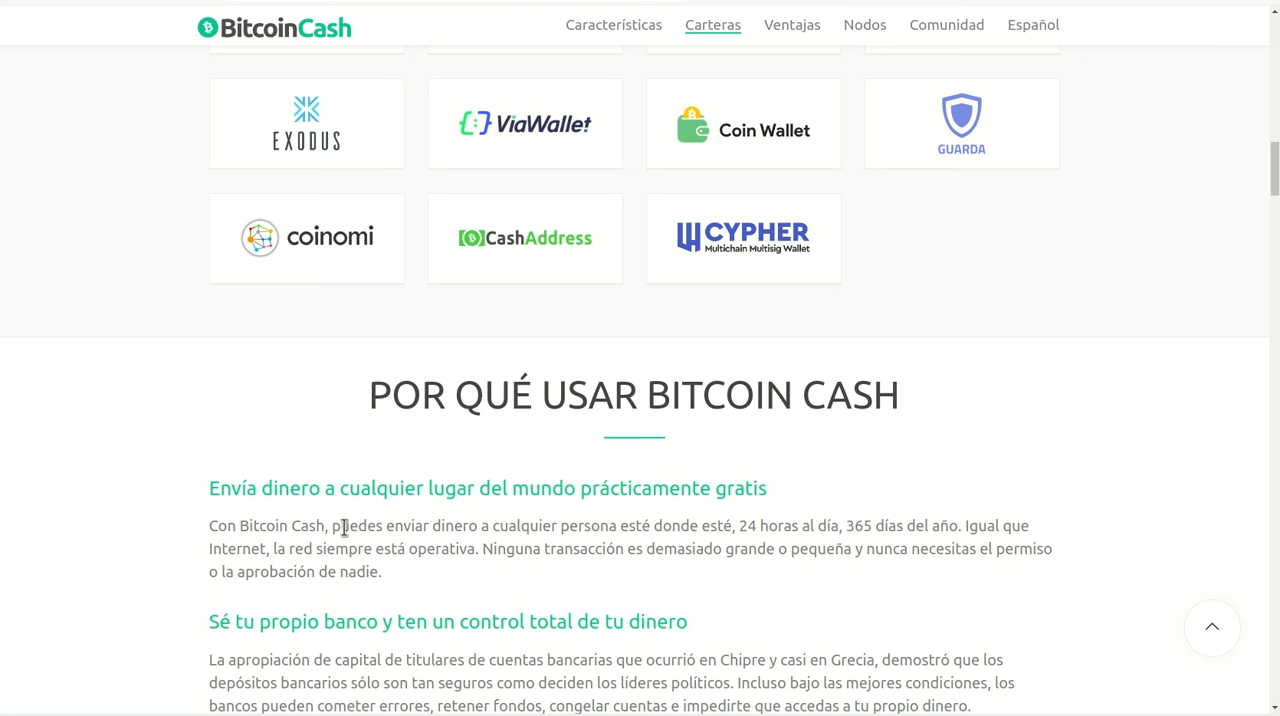 BitcoinCash
Características Carteras Ventajas Nodos Comunidad Español
EXODUS
ViaWallet
Coin Wallet
GUARDA
coinomi
CashAddress
CYPHER
Multichain Multisig Wallet
POR QUÉ USAR BITCOIN CASH
Envía dinero a cualquier lugar del mundo prácticamente gratis
Con Bitcoin Cash, puedes enviar dinero a cualquier persona esté donde esté, 24 horas al día, 365 días del año. Igual que
Internet, la red siempre está operativa. Ninguna transacción es demasiado grande o pequeña y nunca necesitas el permiso
o la aprobación de nadie.
Sé tu propio banco y ten un control total de tu dinero
La apropiación de capital de titulares de cuentas bancarias que ocurrió en Chipre y casi en Grecia, demostró que los
depósitos bancarios sólo son tan seguros como deciden los líderes políticos. Incluso bajo las mejores condiciones, los
bancos pueden cometer errores, retener fondos, congelar cuentas e impedirte que accedas a tu propio dinero.